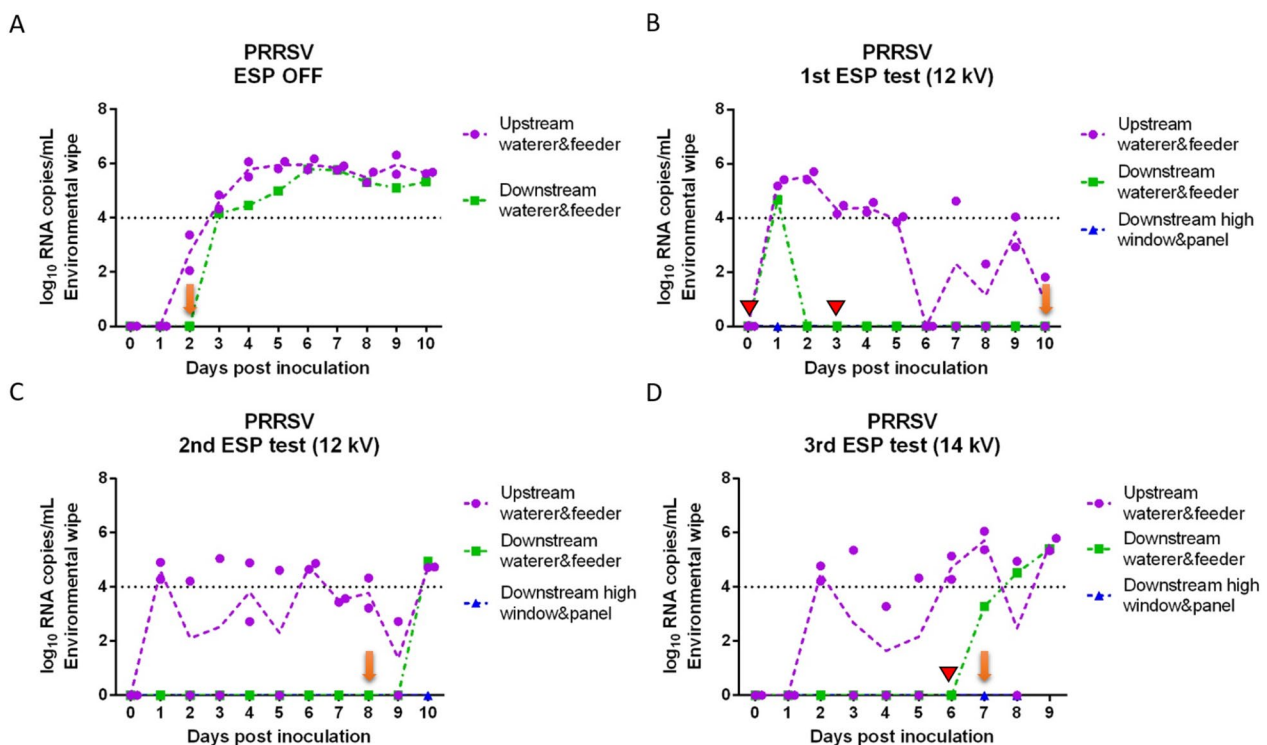 A
PRRSV
ESP OFF
log10 RNA copies/mL
Environmental wipe
8
6
4
2
0
0 1 2 3 4 5 6 7 8 9 10
Days post inoculation
Upstream
waterer&feeder
Downstream
waterer&feeder
B
PRRSV
1st ESP test (12 kV)
log10 RNA copies/mL
Environmental wipe
8
6
4
2
0
0 1 2 3 4 5 6 7 8 9 10
Days post inoculation
Upstream
waterer&feeder
Downstream
waterer&feeder
Downstream high
window&panel
C
PRRSV
2nd ESP test (12 kV)
log10 RNA copies/mL
Environmental wipe
8
6
4
2
0
0 1 2 3 4 5 6 7 8 9 10
Days post inoculation
Upstream
waterer&feeder
Downstream
waterer&feeder
Downstream high
window&panel
D
PRRSV
3rd ESP test (14 kV)
log10 RNA copies/mL
Environmental wipe
8
6
4
2
0
0 1 2 3 4 5 6 7 8 9
Days post inoculation
Upstream
waterer&feeder
Downstream
waterer&feeder
Downstream high
window&panel